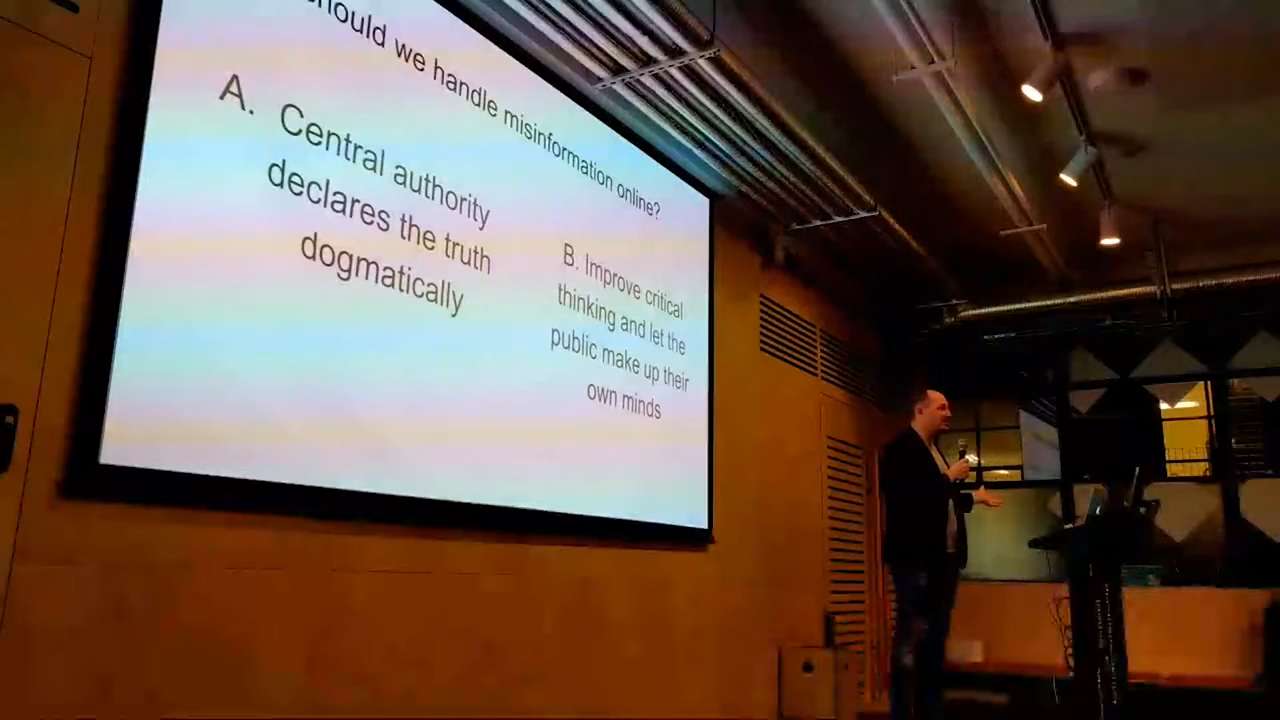 should we handle misinformation online?
A. Central authority
declares the truth
dogmatically
B. Improve critical
thinking and let the
public make up their
own minds